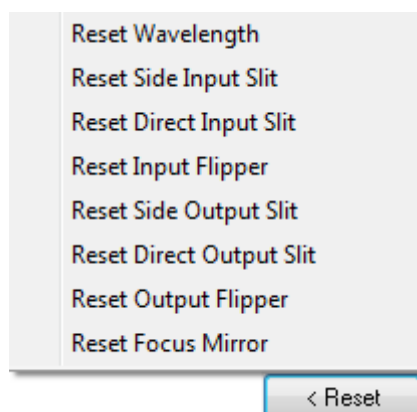 Reset Wavelength
Reset Side Input Slit
Reset Direct Input Slit
Reset Input Flipper
Reset Side Output Slit
Reset Direct Output Slit
Reset Output Flipper
Reset Focus Mirror
< Reset